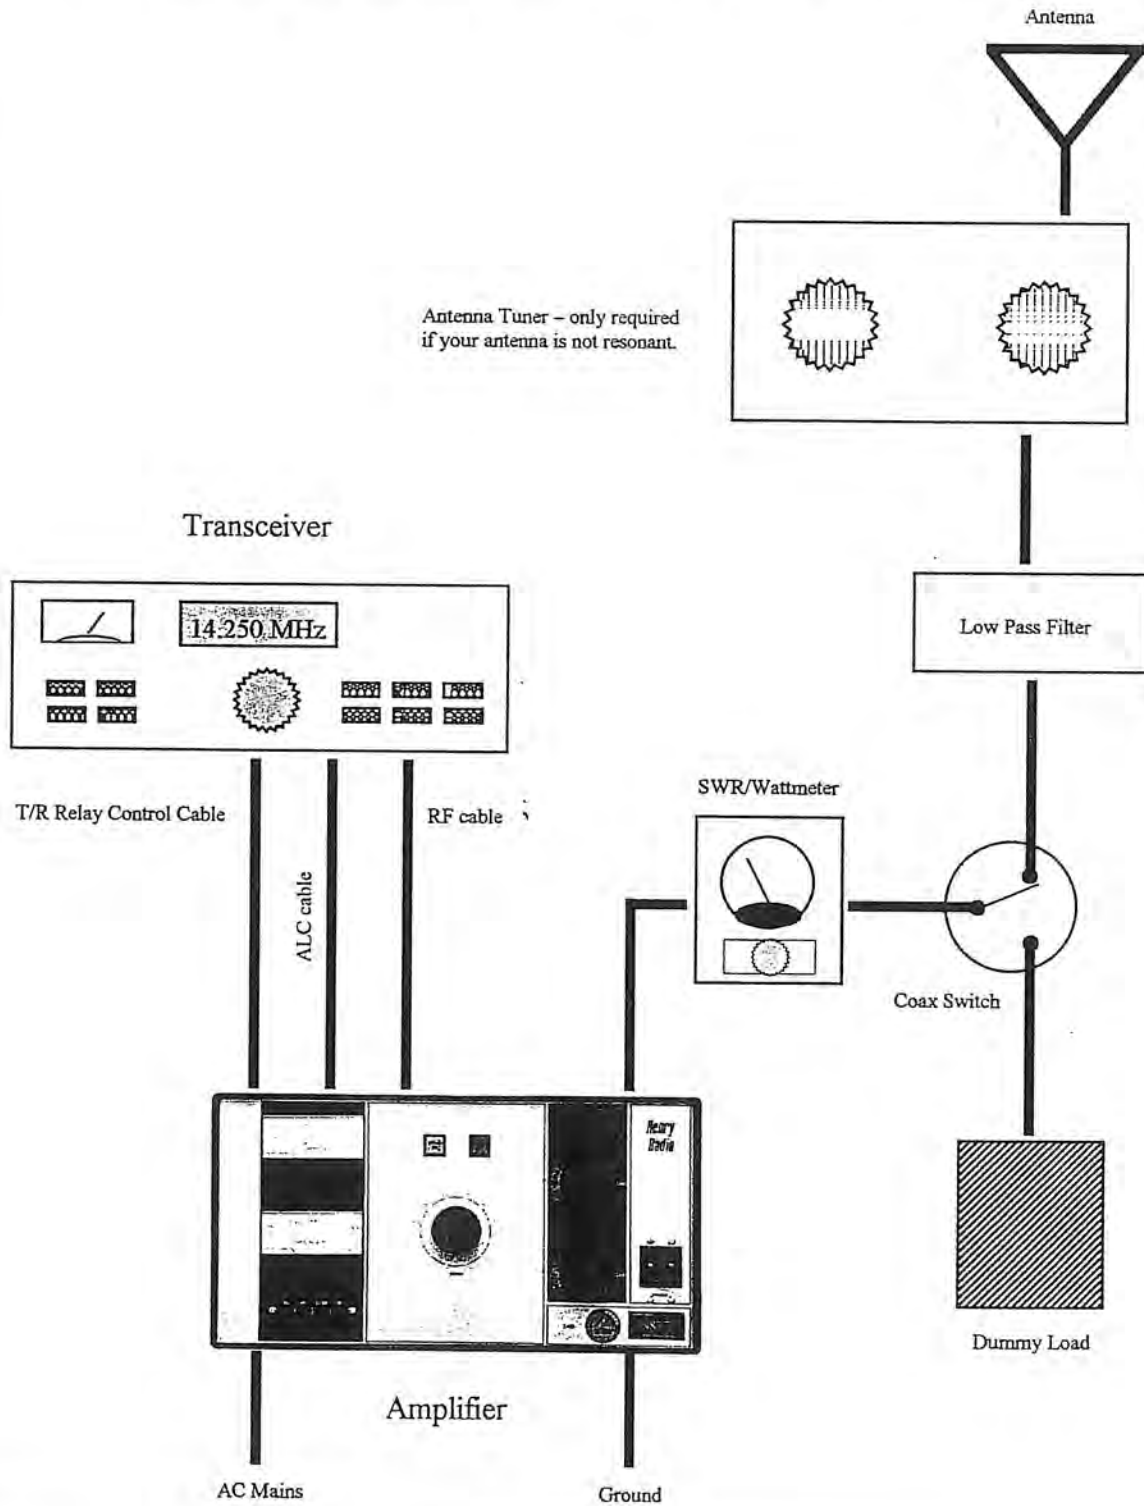 Antenna
Antenna Tuner – only required
if your antenna is not resonant.
Transceiver
14.250 MHz
Low Pass Filter
T/R Relay Control Cable
ALC cable
RF cable
SWR/Wattmeter
Coax Switch
Henry
Radio
Dummy Load
Amplifier
AC Mains
Ground